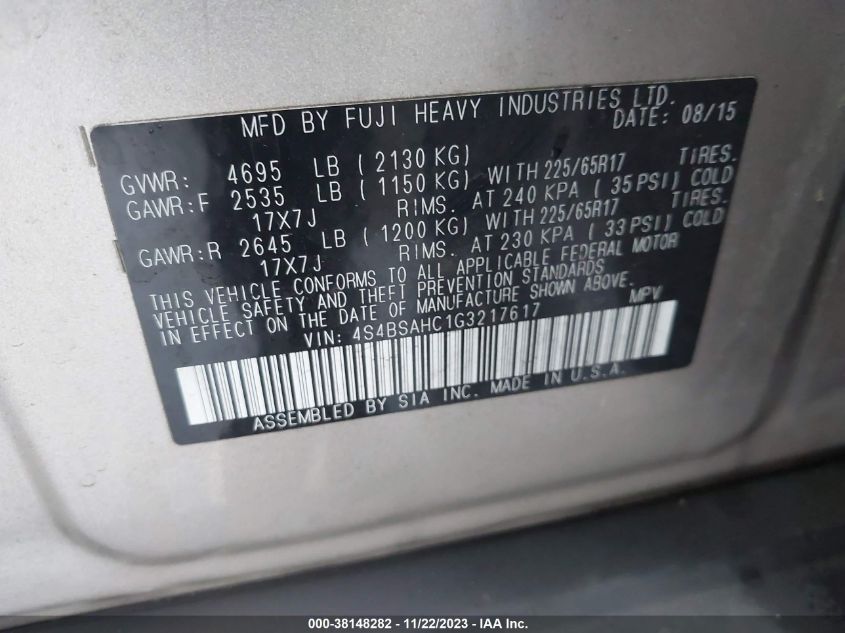 MFD BY FUJI HEAVY INDUSTRIES LTD.
DATE: 08/15
GVWR: 4695 LB ( 2130 KG)
GAWR:F 2535 LB ( 1150 KG) WITH 225/65R17 TIRES.
17X7J RIMS. AT 240 KPA ( 35 PSI) COLD
GAWR:R 2645 LB ( 1200 KG) WITH 225/65R17 TIRES.
17X7J RIMS. AT 230 KPA ( 33 PSI) COLD
THIS VEHICLE CONFORMS TO ALL APPLICABLE FEDERAL MOTOR
VEHICLE SAFETY AND THEFT PREVENTION STANDARDS
IN EFFECT ON THE DATE OF MANUFACTURE SHOWN ABOVE.
VIN: 4S4BSAHC1G3217617 MPV
ASSEMBLED BY SIA INC. MADE IN U.S.A.
000-38148282 - 11/22/2023 - IAA Inc.